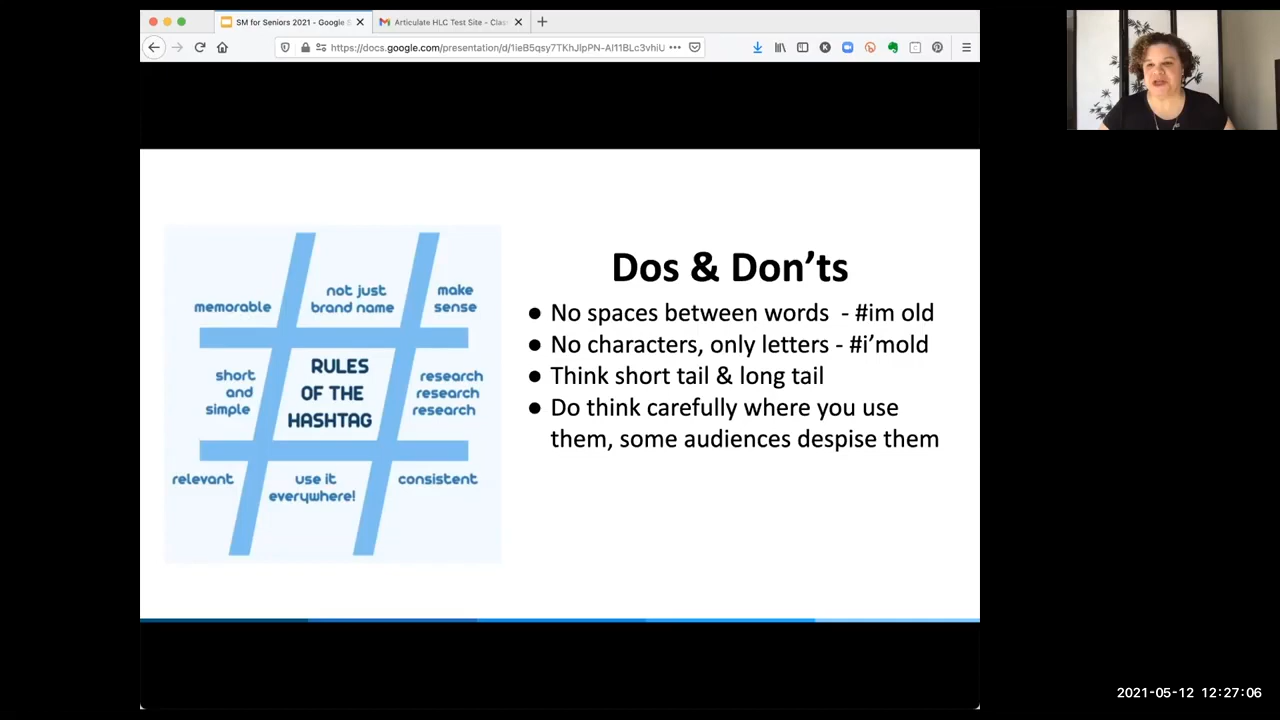 SM for Seniors 2021 - Google S
Articulate HLC Test Site - Clas
https://docs.google.com/presentation/d/1ieB5qsy7TKhJlpPN-AI11BLc3vhiU
memorable
not just
brand name
make
sense
short
and
simple
RULES
OF THE
HASHTAG
research
research
research
relevant
use it
everywhere!
consistent
Dos & Don’ts
● No spaces between words - #im old
● No characters, only letters - #i’mold
● Think short tail & long tail
● Do think carefully where you use
them, some audiences despise them
2021-05-12 12:27:06